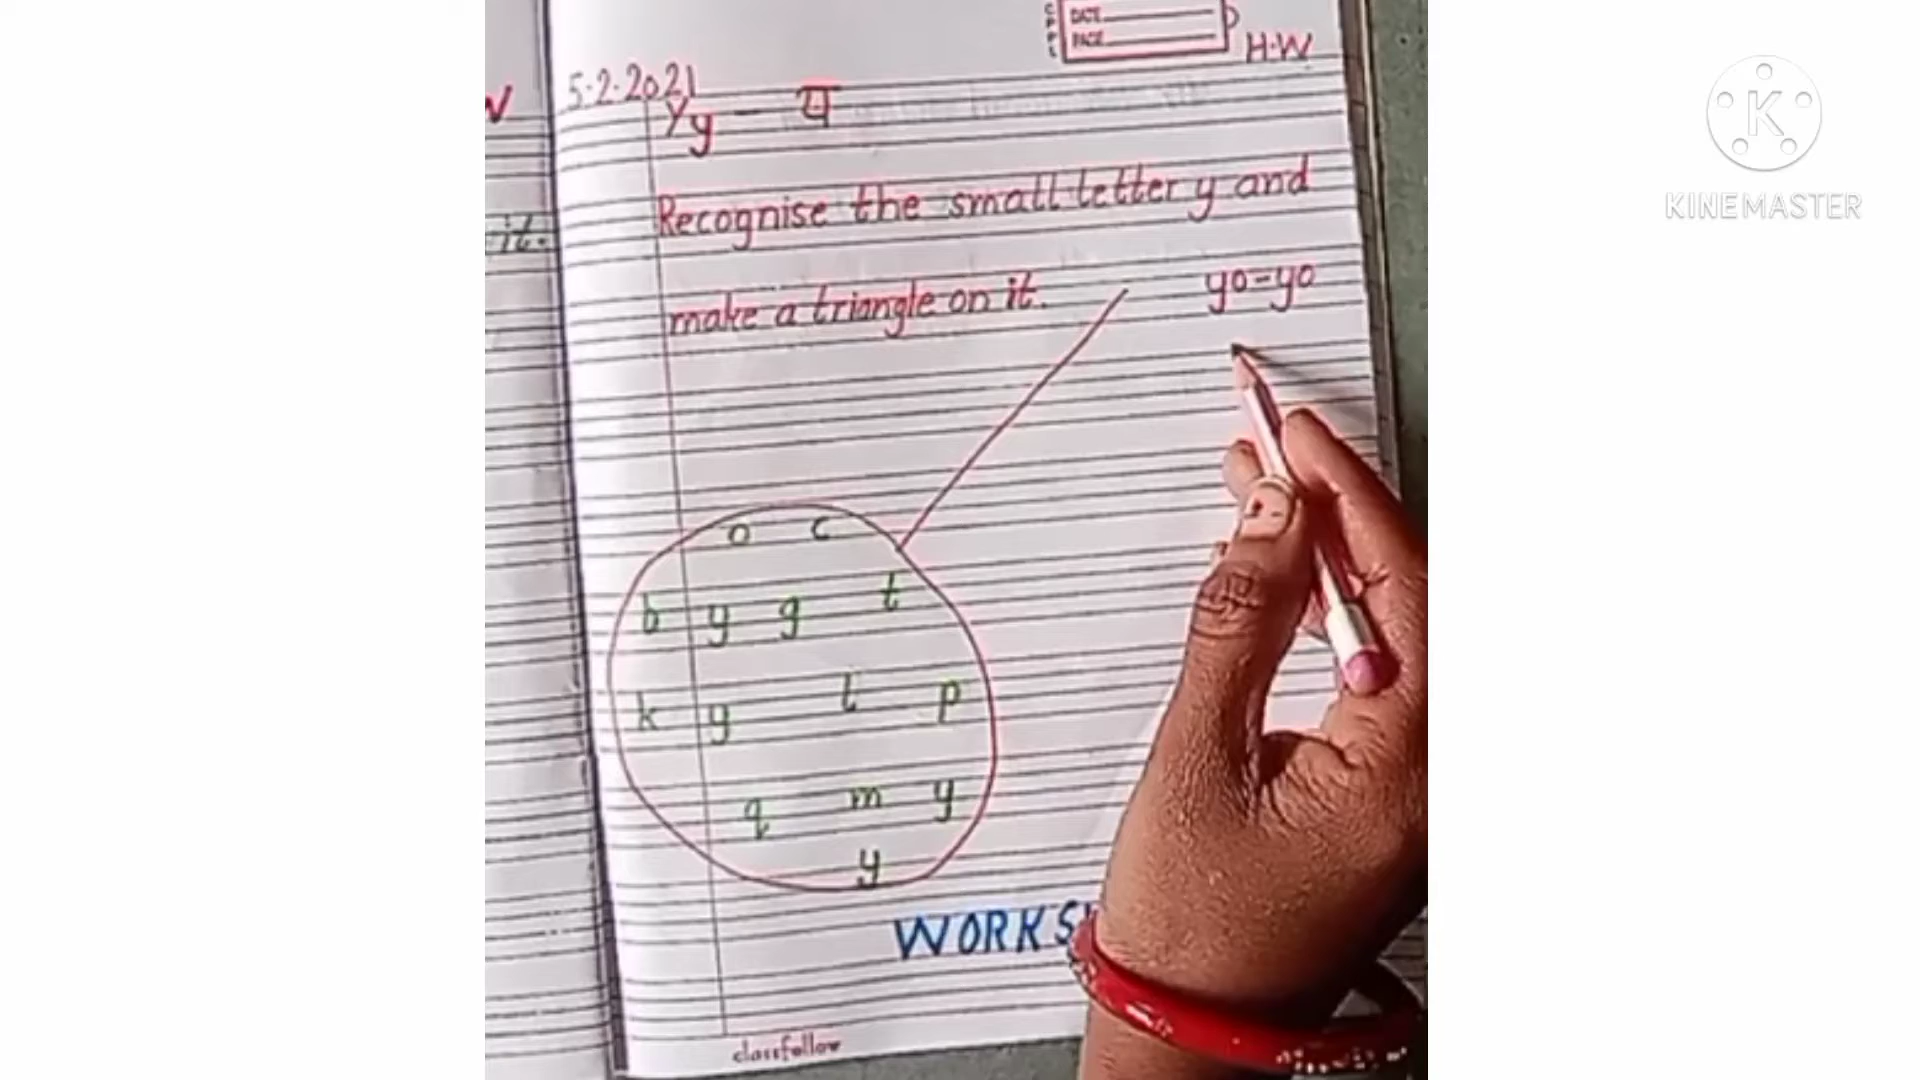 DATE
PAGE
H.W
5.2.2021
Yy - य
Recognise the small letter y and
make a triangle on it.
yo-yo
it.
o c
b y g t
k y l p
q m y
y
WORKS
classfellow
K
KINEMASTER